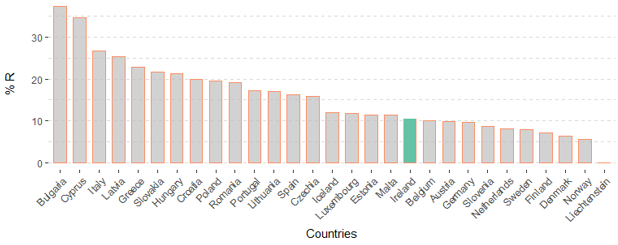 % R
30
20
10
0
Bulgaria
Cyprus
Italy
Latvia
Greece
Slovakia
Hungary
Croatia
Poland
Romania
Portugal
Lithuania
Spain
Czechia
Iceland
Luxembourg
Estonia
Malta
Ireland
Belgium
Austria
Germany
Slovenia
Netherlands
Sweden
Finland
Denmark
Norway
Liechtenstein
Countries